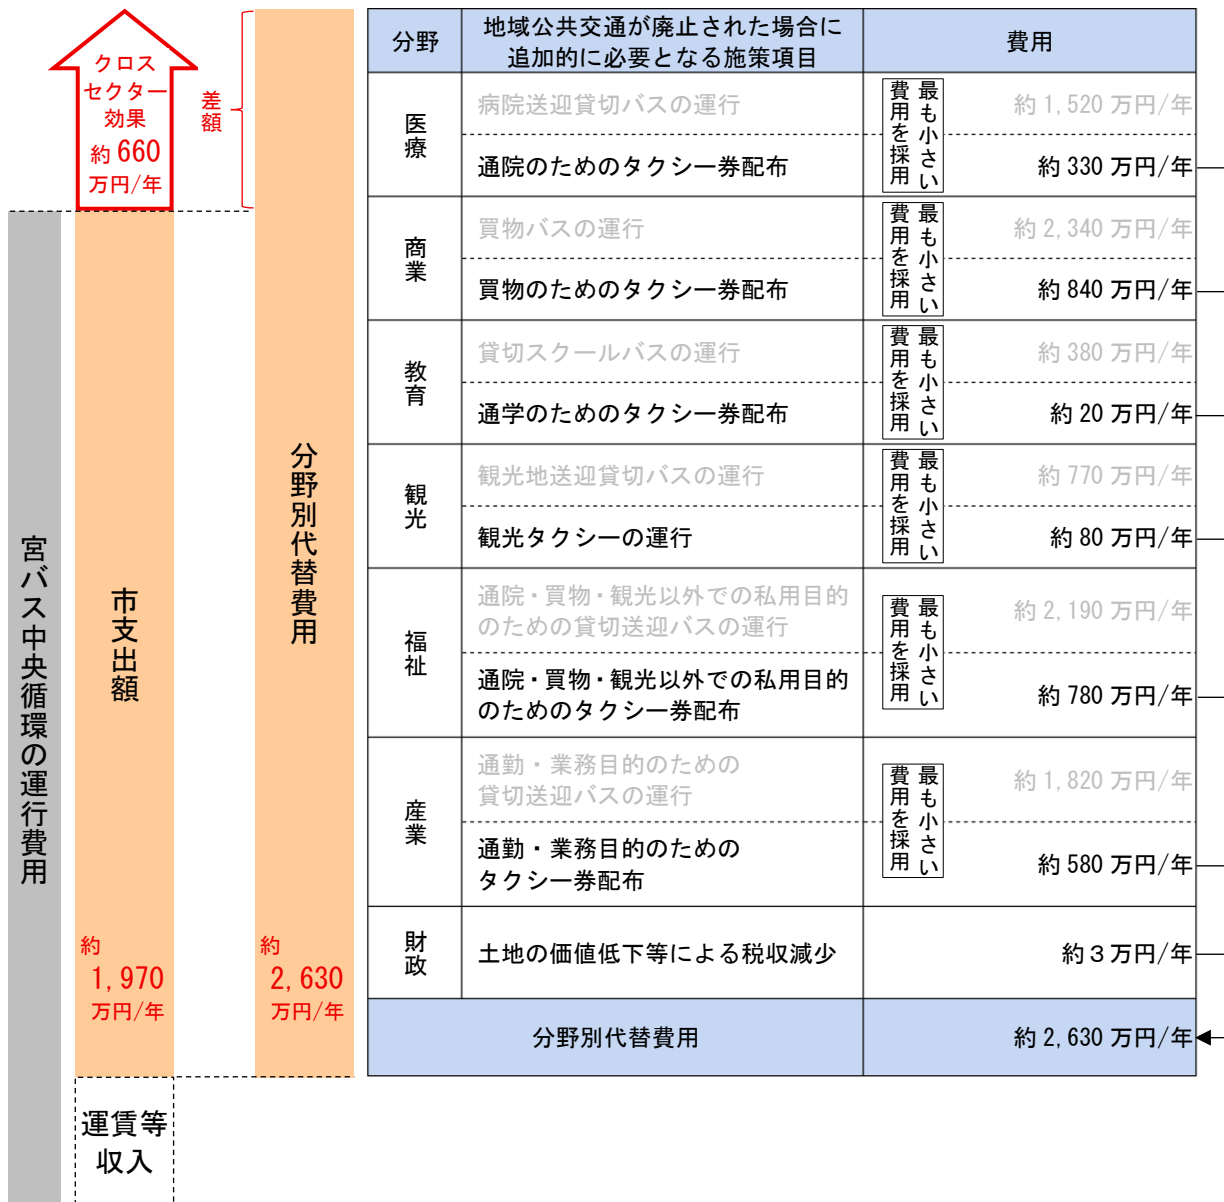 クロス
セクター
効果
約 660
万円/年
差額
宮バス中央循環の運行費用
市支出額
約
1,970
万円/年
運賃等
収入
分野別代替費用
約
2,630
万円/年
分野
地域公共交通が廃止された場合に
追加的に必要となる施策項目
費用
医療
病院送迎貸切バスの運行
最も小さい
費用を採用
約 1,520 万円/年
通院のためのタクシー券配布
約 330 万円/年
商業
買物バスの運行
最も小さい
費用を採用
約 2,340 万円/年
買物のためのタクシー券配布
約 840 万円/年
教育
貸切スクールバスの運行
最も小さい
費用を採用
約 380 万円/年
通学のためのタクシー券配布
約 20 万円/年
観光
観光地送迎貸切バスの運行
最も小さい
費用を採用
約 770 万円/年
観光タクシーの運行
約 80 万円/年
福祉
通院・買物・観光以外での私用目的
のための貸切送迎バスの運行
最も小さい
費用を採用
約 2,190 万円/年
通院・買物・観光以外での私用目的
のためのタクシー券配布
約 780 万円/年
産業
通勤・業務目的のための
貸切送迎バスの運行
最も小さい
費用を採用
約 1,820 万円/年
通勤・業務目的のための
タクシー券配布
約 580 万円/年
財政
土地の価値低下等による税収減少
約３万円/年
分野別代替費用
約 2,630 万円/年